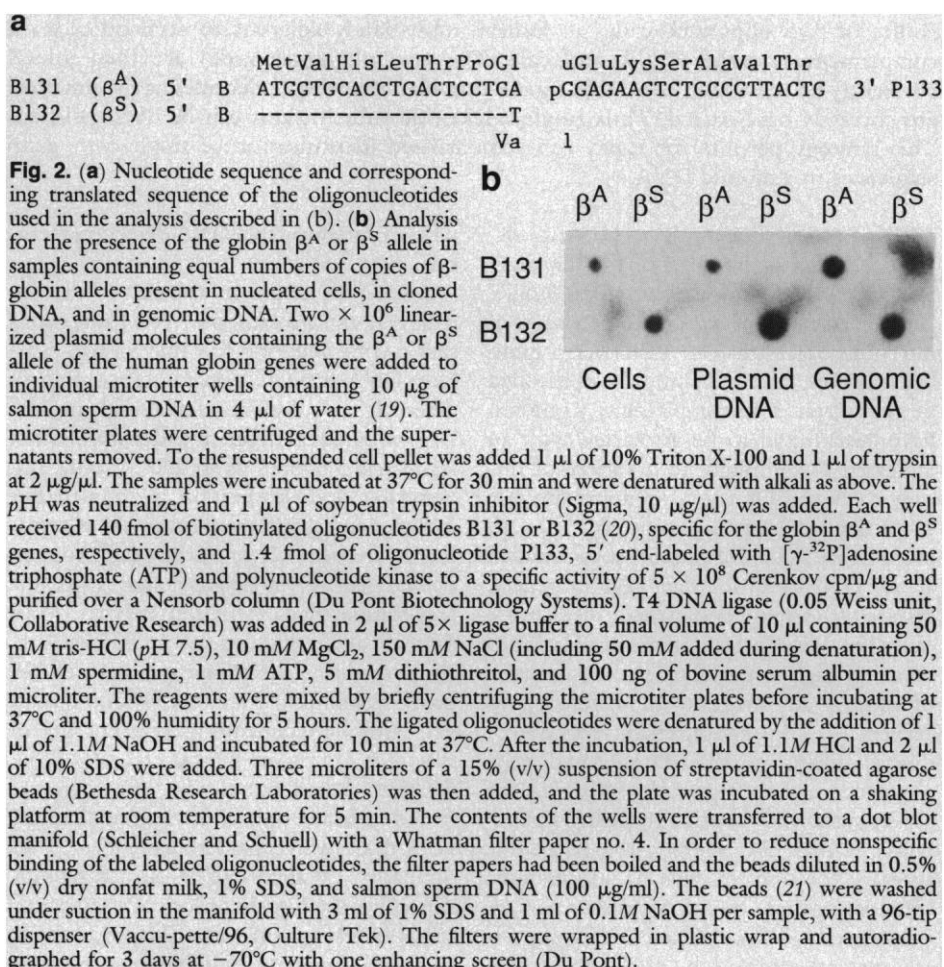 a
MetValHisLeuThrProGl uGluLysSerAlaValThr
B131 (βA) 5' B ATGGTGCACCTGACTCCTGA pGGAGAAGTCTGCCGTTACTG 3' P133
B132 (βS) 5' B -------------------T
Va l
Fig. 2. (a) Nucleotide sequence and correspond-
ing translated sequence of the oligonucleotides
used in the analysis described in (b). (b) Analysis
for the presence of the globin βA or βS allele in
samples containing equal numbers of copies of β-
globin alleles present in nucleated cells, in cloned
DNA, and in genomic DNA. Two × 10⁶ linear-
ized plasmid molecules containing the βA or βS
allele of the human globin genes were added to
individual microtiter wells containing 10 μg of
salmon sperm DNA in 4 μl of water (19). The
microtiter plates were centrifuged and the super-
b
βA βS βA βS βA βS
B131
B132
Cells Plasmid Genomic
DNA DNA
natants removed. To the resuspended cell pellet was added 1 μl of 10% Triton X-100 and 1 μl of trypsin
at 2 μg/μl. The samples were incubated at 37°C for 30 min and were denatured with alkali as above. The
pH was neutralized and 1 μl of soybean trypsin inhibitor (Sigma, 10 μg/μl) was added. Each well
received 140 fmol of biotinylated oligonucleotides B131 or B132 (20), specific for the globin βA and βS
genes, respectively, and 1.4 fmol of oligonucleotide P133, 5' end-labeled with [γ-³²P]adenosine
triphosphate (ATP) and polynucleotide kinase to a specific activity of 5 × 10⁸ Cerenkov cpm/μg and
purified over a Nensorb column (Du Pont Biotechnology Systems). T4 DNA ligase (0.05 Weiss unit,
Collaborative Research) was added in 2 μl of 5× ligase buffer to a final volume of 10 μl containing 50
mM tris-HCl (pH 7.5), 10 mM MgCl₂, 150 mM NaCl (including 50 mM added during denaturation),
1 mM spermidine, 1 mM ATP, 5 mM dithiothreitol, and 100 ng of bovine serum albumin per
microliter. The reagents were mixed by briefly centrifuging the microtiter plates before incubating at
37°C and 100% humidity for 5 hours. The ligated oligonucleotides were denatured by the addition of 1
μl of 1.1M NaOH and incubated for 10 min at 37°C. After the incubation, 1 μl of 1.1M HCl and 2 μl
of 10% SDS were added. Three microliters of a 15% (v/v) suspension of streptavidin-coated agarose
beads (Bethesda Research Laboratories) was then added, and the plate was incubated on a shaking
platform at room temperature for 5 min. The contents of the wells were transferred to a dot blot
manifold (Schleicher and Schuell) with a Whatman filter paper no. 4. In order to reduce nonspecific
binding of the labeled oligonucleotides, the filter papers had been boiled and the beads diluted in 0.5%
(v/v) dry nonfat milk, 1% SDS, and salmon sperm DNA (100 μg/ml). The beads (21) were washed
under suction in the manifold with 3 ml of 1% SDS and 1 ml of 0.1M NaOH per sample, with a 96-tip
dispenser (Vaccu-pette/96, Culture Tek). The filters were wrapped in plastic wrap and autoradio-
graphed for 3 days at −70°C with one enhancing screen (Du Pont).